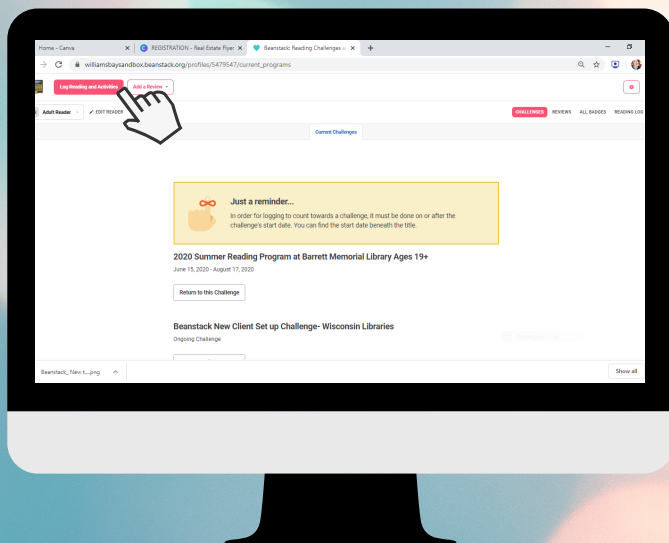 Home - Canva
REGISTRATION - Real Estate Flyer
Beanstack: Reading Challenges
williamsbaysandbox.beanstack.org/profiles/5479547/current_programs
Log Reading and Activities
Add a Review
Adult Reader
EDIT READER
CHALLENGES REVIEWS ALL BADGES READING LOG
Current Challenges
Just a reminder...
In order for logging to count towards a challenge, it must be done on or after the
challenge's start date. You can find the start date beneath the title.
2020 Summer Reading Program at Barrett Memorial Library Ages 19+
June 15, 2020 - August 17, 2020
Return to this Challenge
Beanstack New Client Set up Challenge- Wisconsin Libraries
Ongoing Challenge
Beanstack_ New t....png
Show all